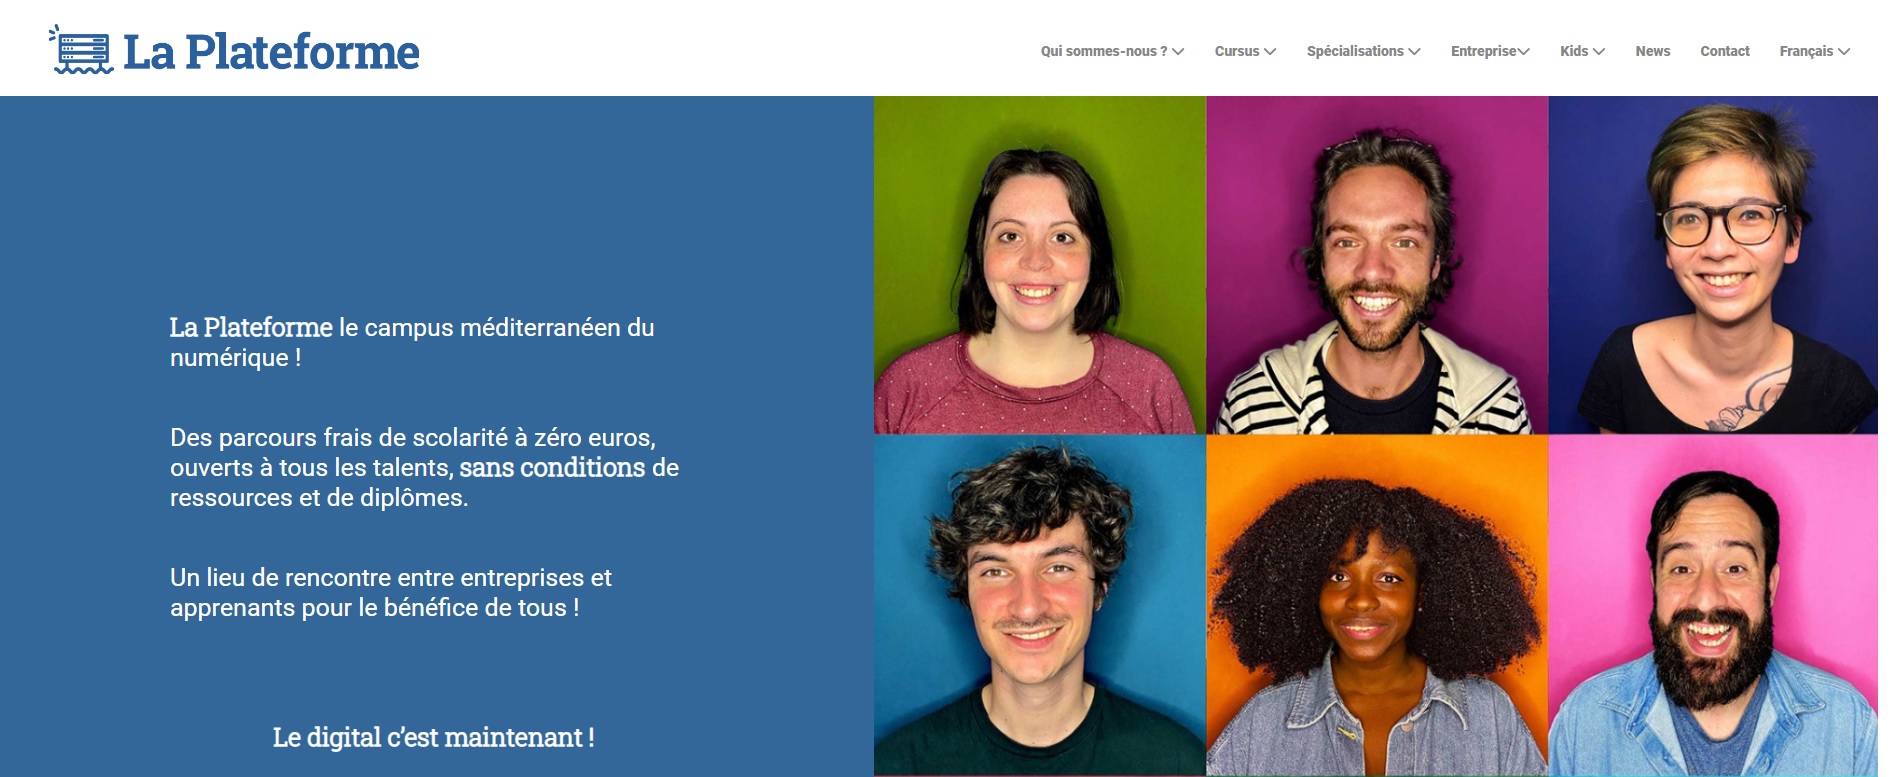 La Plateforme
Qui sommes-nous ? Cursus Spécialisations Entreprise Kids News Contact Français
La Plateforme le campus méditerranéen du
numérique !
Des parcours frais de scolarité à zéro euros,
ouverts à tous les talents, sans conditions de
ressources et de diplômes.
Un lieu de rencontre entre entreprises et
apprenants pour le bénéfice de tous !
Le digital c’est maintenant !